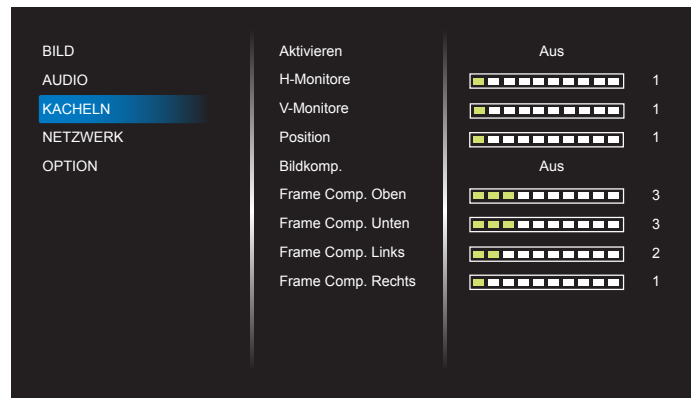 BILD
AUDIO
KACHELN
NETZWERK
OPTION
Aktivieren Aus
H-Monitore 1
V-Monitore 1
Position 1
Bildkomp. Aus
Frame Comp. Oben 3
Frame Comp. Unten 3
Frame Comp. Links 2
Frame Comp. Rechts 1